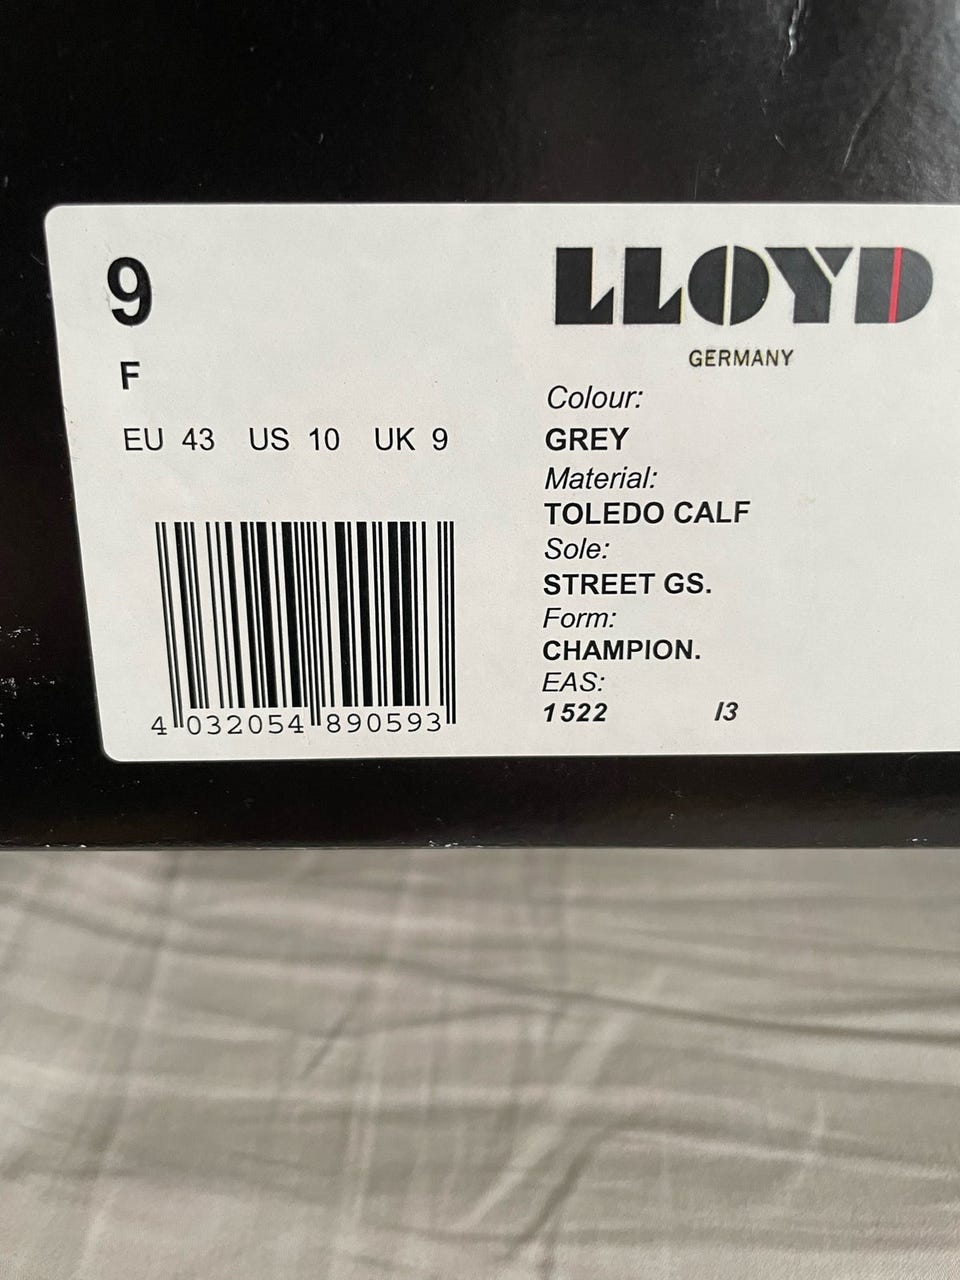 9
F
EU 43 US 10 UK 9
4 032054 890593
LLOYD
GERMANY
Colour:
GREY
Material:
TOLEDO CALF
Sole:
STREET GS.
Form:
CHAMPION.
EAS:
1522 /3